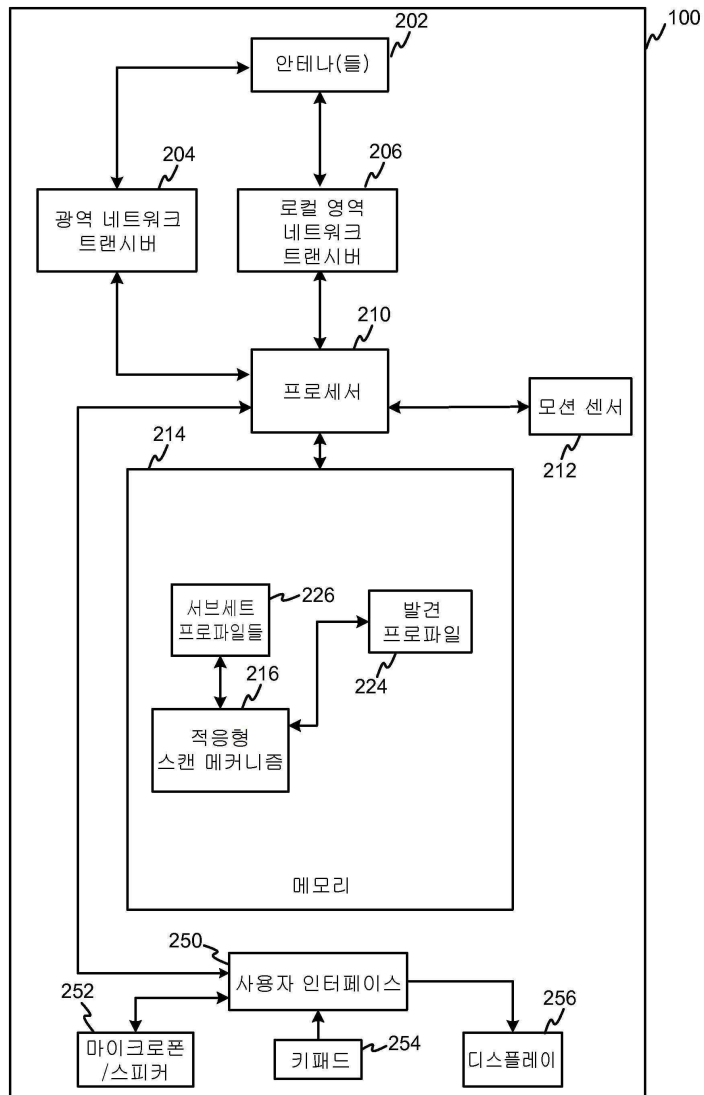 100
202
안테나(들)
204
206
광역 네트워크
트랜시버
로컬 영역
네트워크
트랜시버
210
프로세서
모션 센서
212
214
서브세트
프로파일들
226
발견
프로파일
224
216
적응형
스캔 메커니즘
메모리
250
사용자 인터페이스
252
마이크로폰
/스피커
키패드
254
256
디스플레이